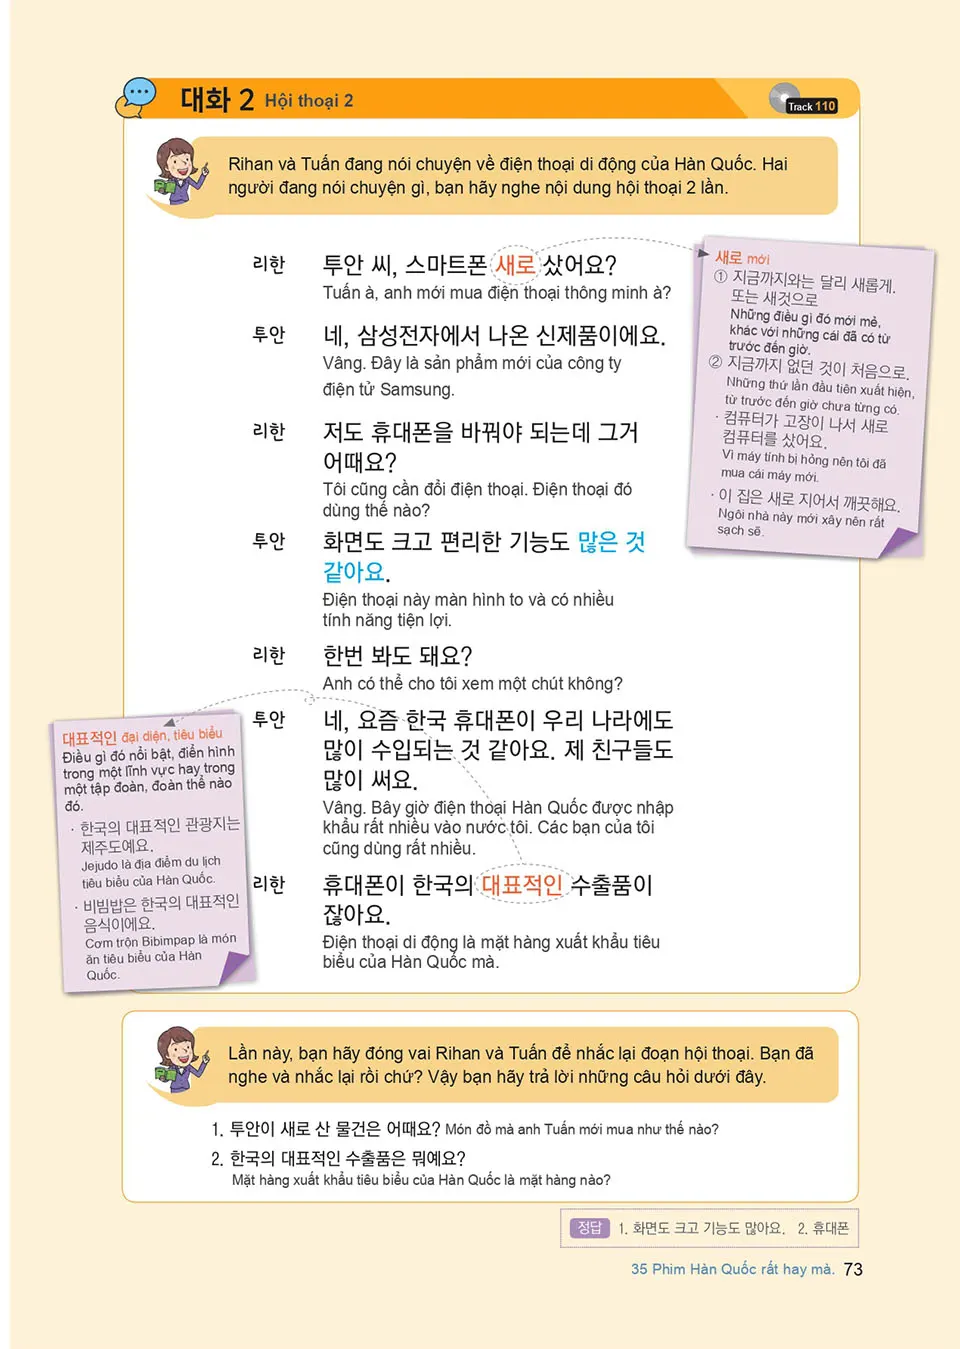 대화 2 Hội thoại 2
Track 110
Rihan và Tuấn đang nói chuyện về điện thoại di động của Hàn Quốc. Hai
người đang nói chuyện gì, bạn hãy nghe nội dung hội thoại 2 lần.
리한 투안 씨, 스마트폰 새로 샀어요?
Tuấn à, anh mới mua điện thoại thông minh à?
투안 네, 삼성전자에서 나온 신제품이에요.
Vâng. Đây là sản phẩm mới của công ty
điện tử Samsung.
리한 저도 휴대폰을 바꿔야 되는데 그거
어때요?
Tôi cũng cần đổi điện thoại. Điện thoại đó
dùng thế nào?
투안 화면도 크고 편리한 기능도 많은 것
같아요.
Điện thoại này màn hình to và có nhiều
tính năng tiện lợi.
리한 한번 봐도 돼요?
Anh có thể cho tôi xem một chút không?
투안 네, 요즘 한국 휴대폰이 우리 나라에도
많이 수입되는 것 같아요. 제 친구들도
많이 써요.
Vâng. Bây giờ điện thoại Hàn Quốc được nhập
khẩu rất nhiều vào nước tôi. Các bạn của tôi
cũng dùng rất nhiều.
리한 휴대폰이 한국의 대표적인 수출품이
잖아요.
Điện thoại di động là mặt hàng xuất khẩu tiêu
biểu của Hàn Quốc mà.
새로 mới
① 지금까지와는 달리 새롭게.
또는 새것으로
Những điều gì đó mới mẻ,
khác với những cái đã có từ
trước đến giờ.
② 지금까지 없던 것이 처음으로.
Những thứ lần đầu tiên xuất hiện,
từ trước đến giờ chưa từng có.
· 컴퓨터가 고장이 나서 새로
컴퓨터를 샀어요.
Vì máy tính bị hỏng nên tôi đã
mua cái máy mới.
· 이 집은 새로 지어서 깨끗해요.
Ngôi nhà này mới xây nên rất
sạch sẽ.
대표적인 đại diện, tiêu biểu
Điều gì đó nổi bật, điển hình
trong một lĩnh vực hay trong
một tập đoàn, đoàn thể nào
đó.
· 한국의 대표적인 관광지는
제주도예요.
Jejudo là địa điểm du lịch
tiêu biểu của Hàn Quốc.
· 비빔밥은 한국의 대표적인
음식이에요.
Cơm trộn Bibimpap là món
ăn tiêu biểu của Hàn
Quốc.
Lần này, bạn hãy đóng vai Rihan và Tuấn để nhắc lại đoạn hội thoại. Bạn đã
nghe và nhắc lại rồi chứ? Vậy bạn hãy trả lời những câu hỏi dưới đây.
1. 투안이 새로 산 물건은 어때요? Món đồ mà anh Tuấn mới mua như thế nào?
2. 한국의 대표적인 수출품은 뭐예요?
Mặt hàng xuất khẩu tiêu biểu của Hàn Quốc là mặt hàng nào?
정답 1. 화면도 크고 기능도 많아요. 2. 휴대폰
35 Phim Hàn Quốc rất hay mà. 73